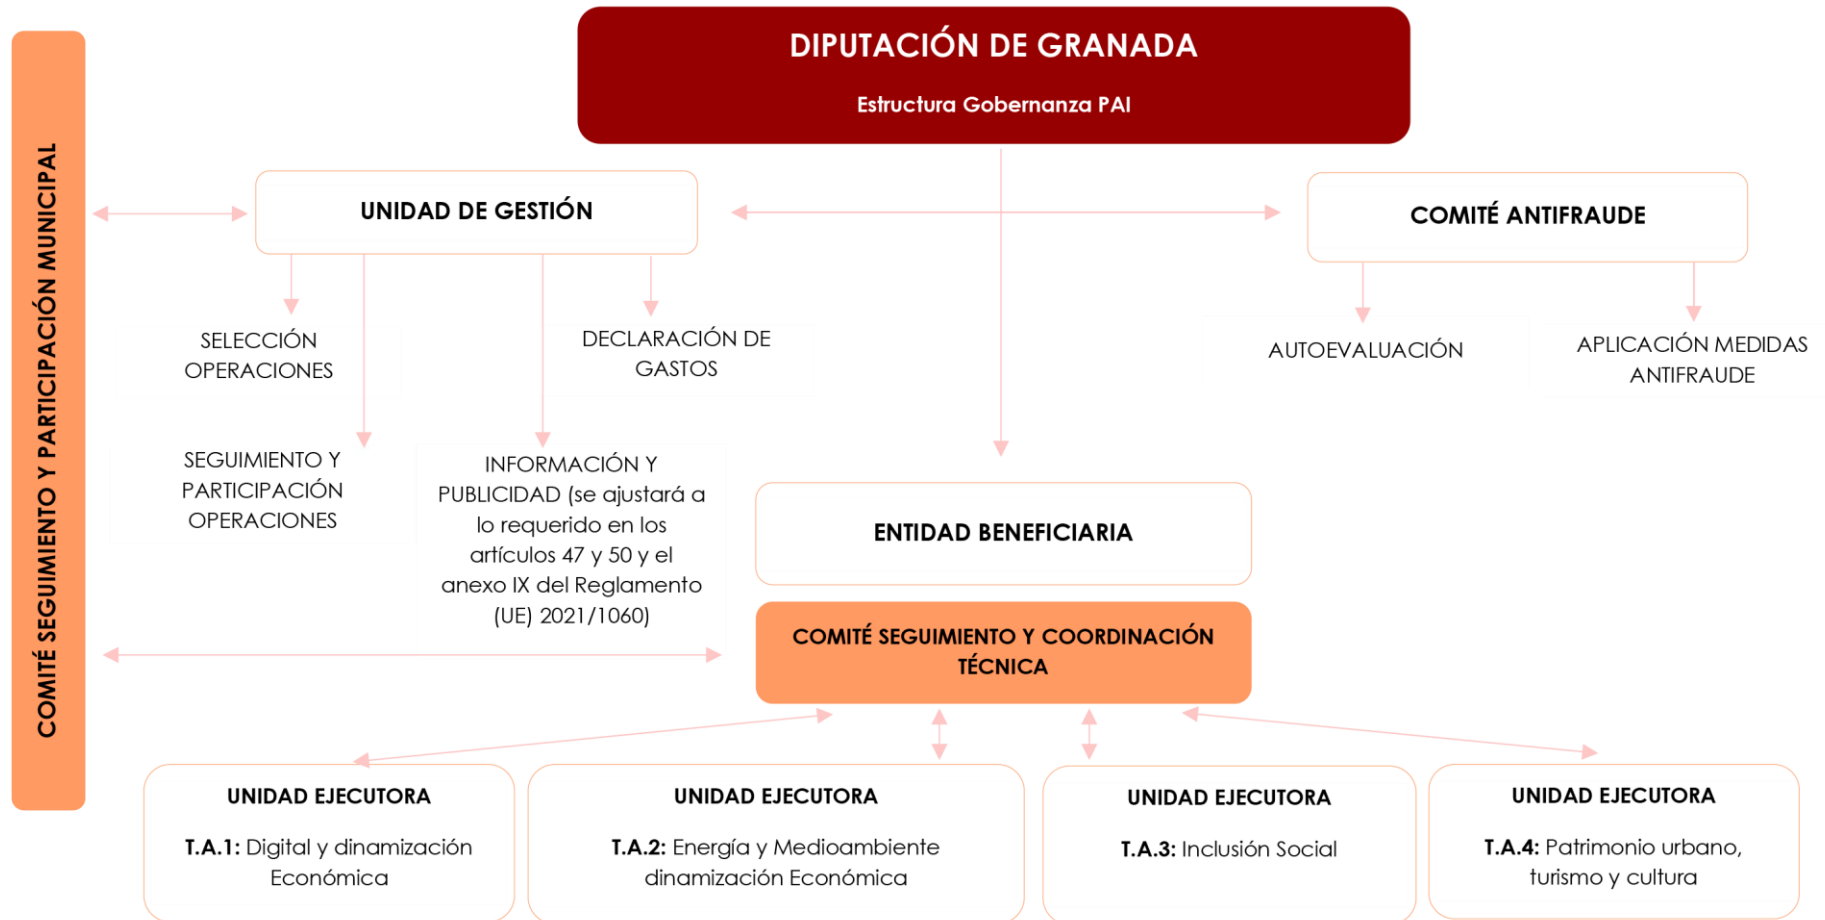 DIPUTACIÓN DE GRANADA
Estructura Gobernanza PAI
COMITÉ SEGUIMIENTO Y PARTICIPACIÓN MUNICIPAL
UNIDAD DE GESTIÓN
COMITÉ ANTIFRAUDE
SELECCIÓN
OPERACIONES
DECLARACIÓN DE
GASTOS
AUTOEVALUACIÓN
APLICACIÓN MEDIDAS
ANTIFRAUDE
SEGUIMIENTO Y
PARTICIPACIÓN
OPERACIONES
INFORMACIÓN Y
PUBLICIDAD (se ajustará a
lo requerido en los
artículos 47 y 50 y el
anexo IX del Reglamento
(UE) 2021/1060)
ENTIDAD BENEFICIARIA
COMITÉ SEGUIMIENTO Y COORDINACIÓN
TÉCNICA
UNIDAD EJECUTORA
T.A.1: Digital y dinamización
Económica
UNIDAD EJECUTORA
T.A.2: Energía y Medioambiente
dinamización Económica
UNIDAD EJECUTORA
T.A.3: Inclusión Social
UNIDAD EJECUTORA
T.A.4: Patrimonio urbano,
turismo y cultura